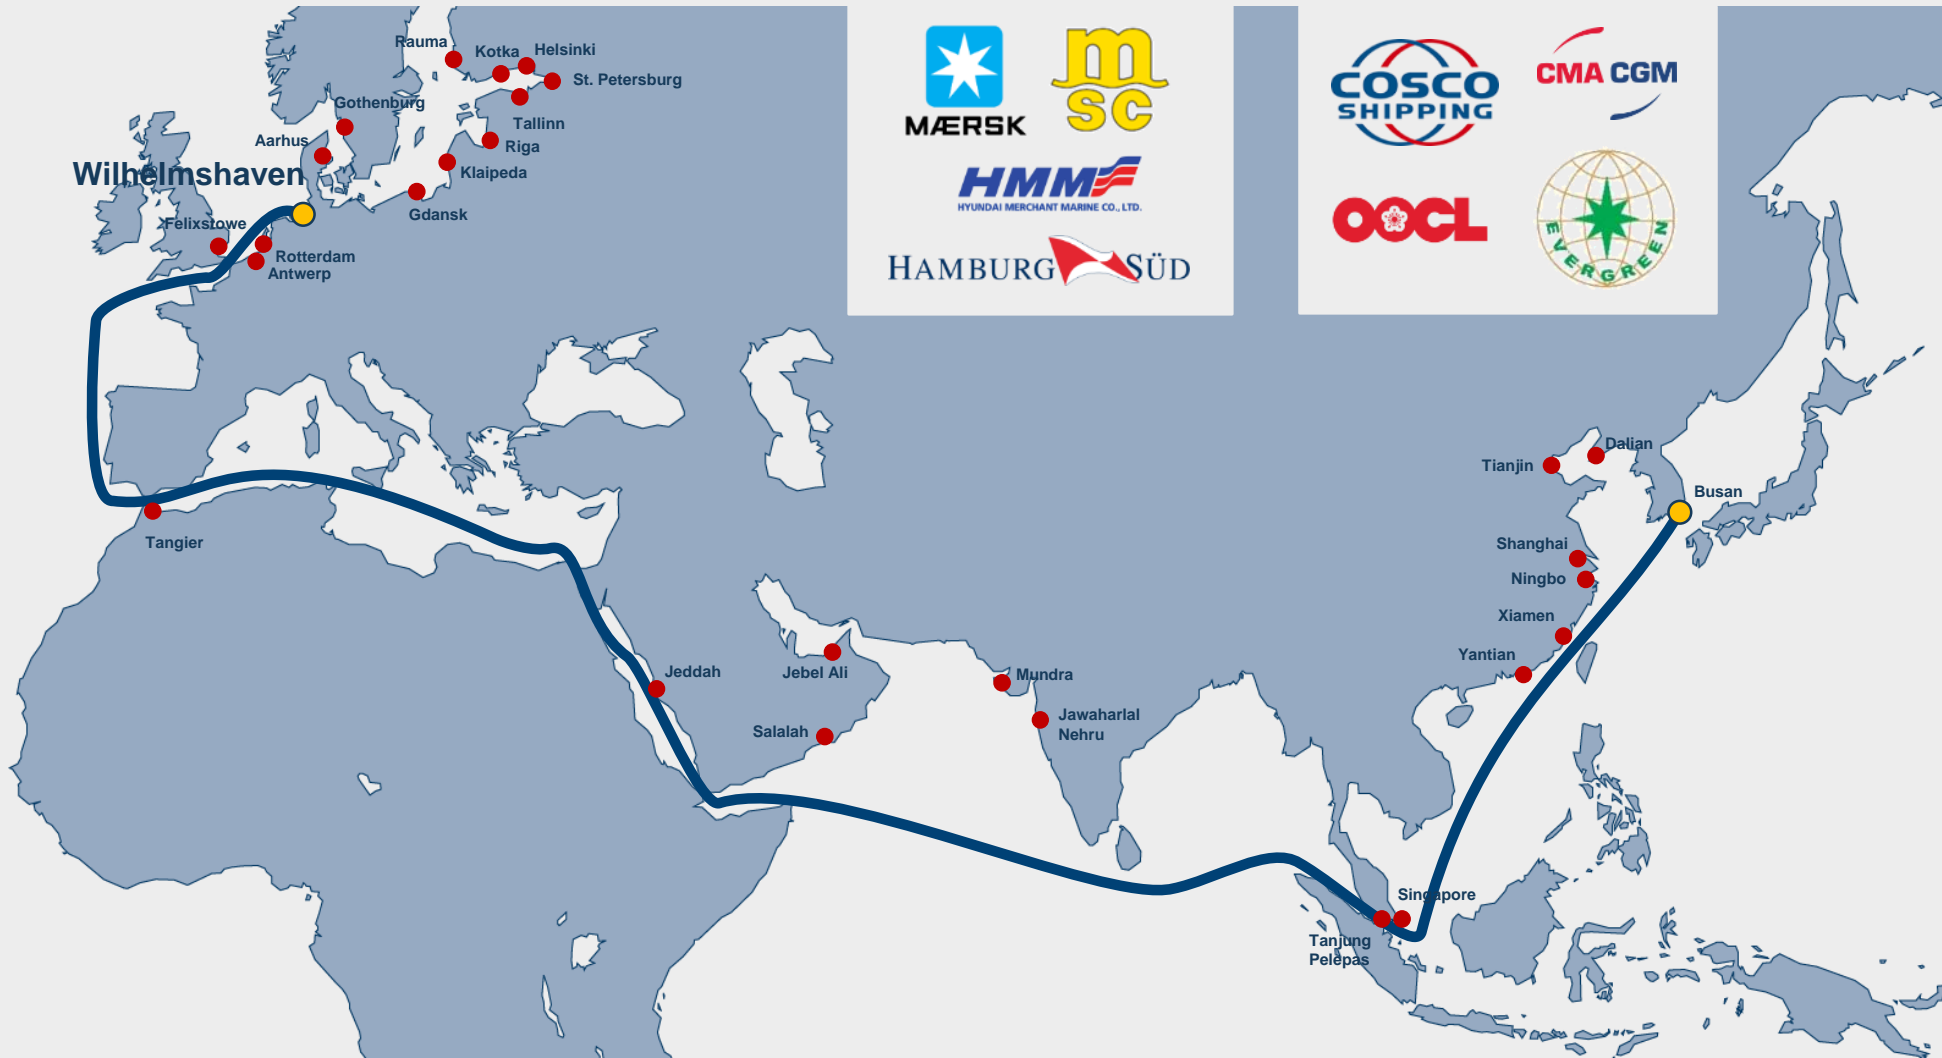 Rauma
Kotka
Helsinki
St. Petersburg
Gothenburg
Tallinn
Aarhus
Riga
Wilhelmshaven
Klaipeda
Gdansk
Felixstowe
Rotterdam
Antwerp
MÆRSK
msc
HMM
HYUNDAI MERCHANT MARINE CO., LTD.
HAMBURG SÜD
COSCO
SHIPPING
CMA CGM
OOCL
EVERGREEN
Dalian
Tianjin
Busan
Tangier
Shanghai
Ningbo
Xiamen
Yantian
Jeddah
Jebel Ali
Mundra
Salalah
Jawaharlal
Nehru
Singapore
Tanjung
Pelepas